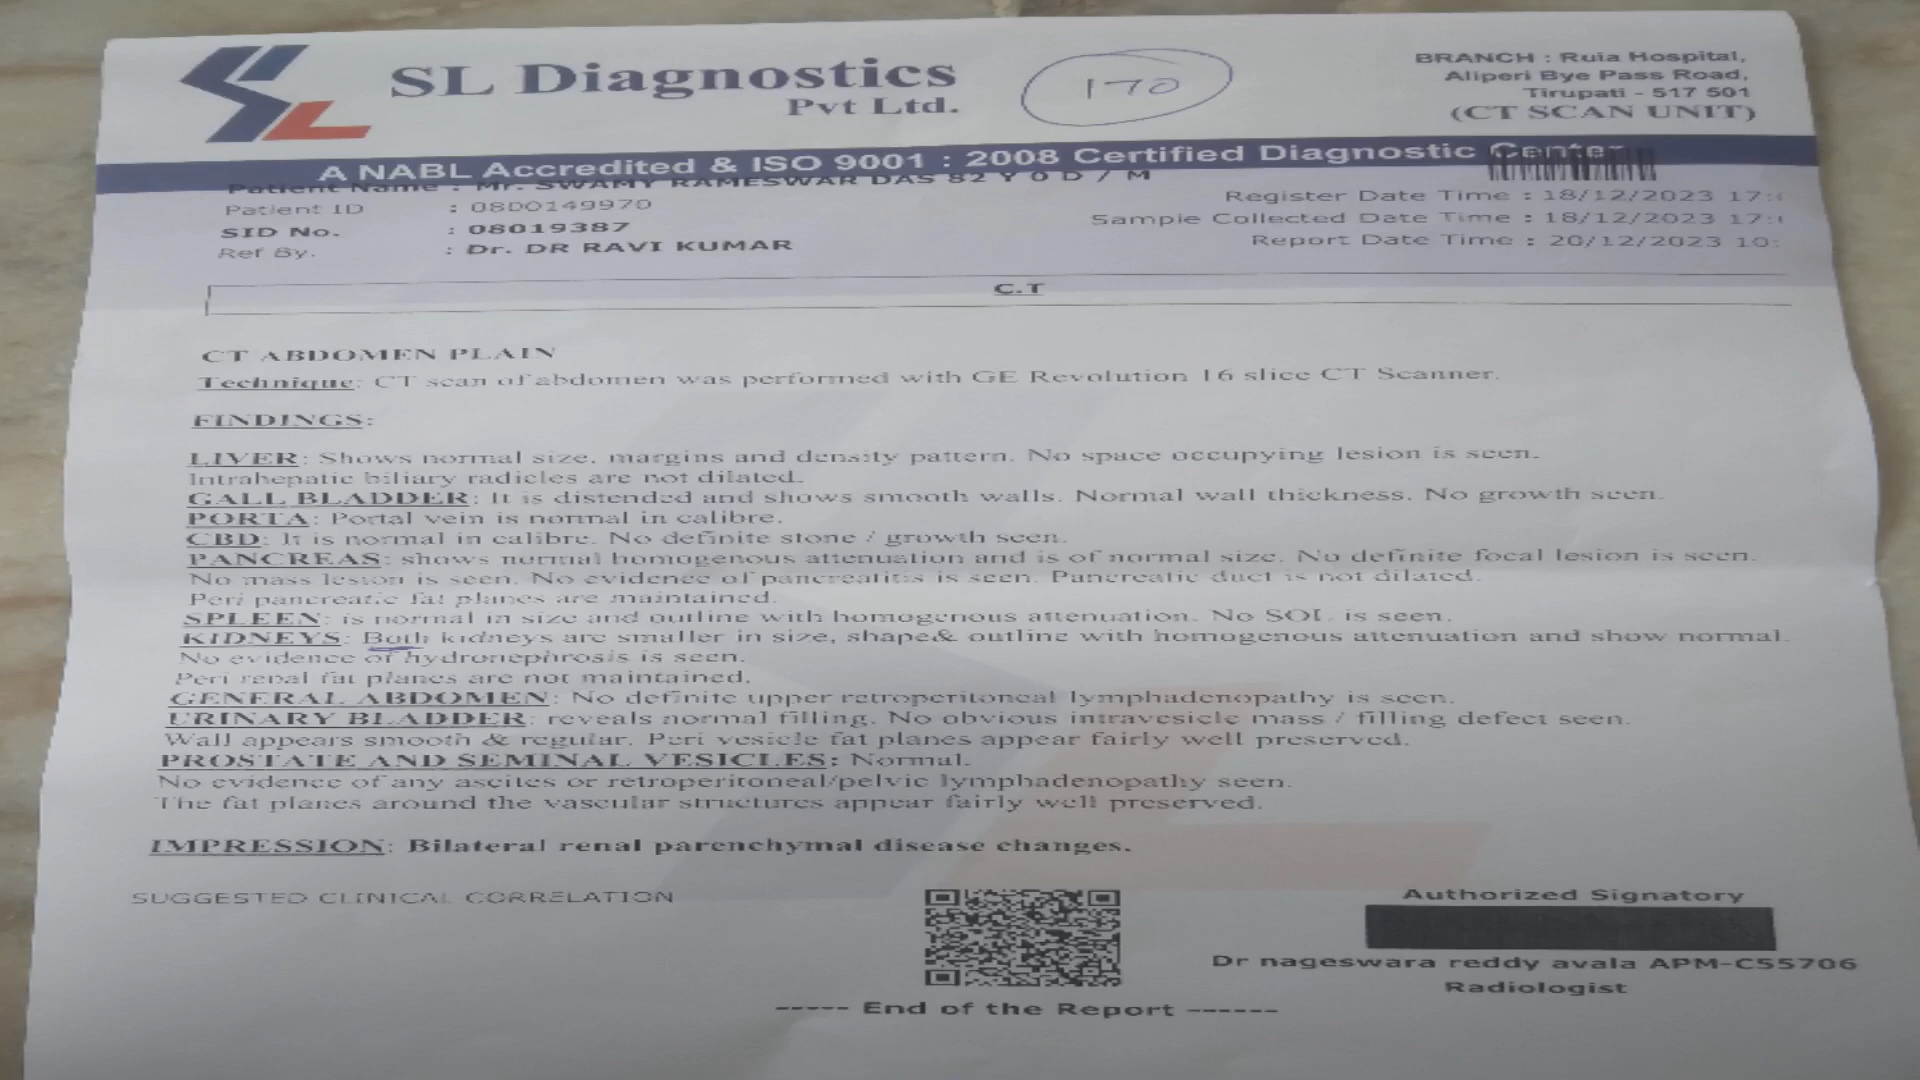 SL Diagnostics
Pvt Ltd.
170
BRANCH : Ruia Hospital,
Aliperi Bye Pass Road,
Tirupati - 517 501
(CT SCAN UNIT)
A NABL Accredited & ISO 9001 : 2008 Certified Diagnostic Center
Patient Name : Mr. SWAMY RAMESWAR DAS 82 Y 0 D / M
Patient ID : 0800149970
SID No. : 08019387
Ref By. : Dr. DR RAVI KUMAR
Register Date Time : 18/12/2023 17:
Sample Collected Date Time : 18/12/2023 17:
Report Date Time : 20/12/2023 10:
C.T
CT ABDOMEN PLAIN
Technique: CT scan of abdomen was performed with GE Revolution 16 slice CT Scanner.
FINDINGS:
LIVER: Shows normal size, margins and density pattern. No space occupying lesion is seen.
Intrahepatic biliary radicles are not dilated.
GALL BLADDER: It is distended and shows smooth walls. Normal wall thickness. No growth seen.
PORTA: Portal vein is normal in calibre.
CBD: It is normal in calibre. No definite stone / growth seen.
PANCREAS: shows normal homogenous attenuation and is of normal size. No definite focal lesion is seen.
No mass lesion is seen. No evidence of pancreatitis is seen. Pancreatic duct is not dilated.
Peri pancreatic fat planes are maintained.
SPLEEN: is normal in size and outline with homogenous attenuation. No SOL is seen.
KIDNEYS: Both kidneys are smaller in size, shape& outline with homogenous attenuation and show normal.
No evidence of hydronephrosis is seen.
Peri renal fat planes are not maintained.
GENERAL ABDOMEN: No definite upper retroperitoneal lymphadenopathy is seen.
URINARY BLADDER: reveals normal filling. No obvious intravesicle mass / filling defect seen.
Wall appears smooth & regular. Peri vesicle fat planes appear fairly well preserved.
PROSTATE AND SEMINAL VESICLES: Normal.
No evidence of any ascites or retroperitoneal/pelvic lymphadenopathy seen.
The fat planes around the vascular structures appear fairly well preserved.
IMPRESSION: Bilateral renal parenchymal disease changes.
SUGGESTED CLINICAL CORRELATION
Authorized Signatory
Dr nageswara reddy avala APM-C55706
Radiologist
----- End of the Report ------